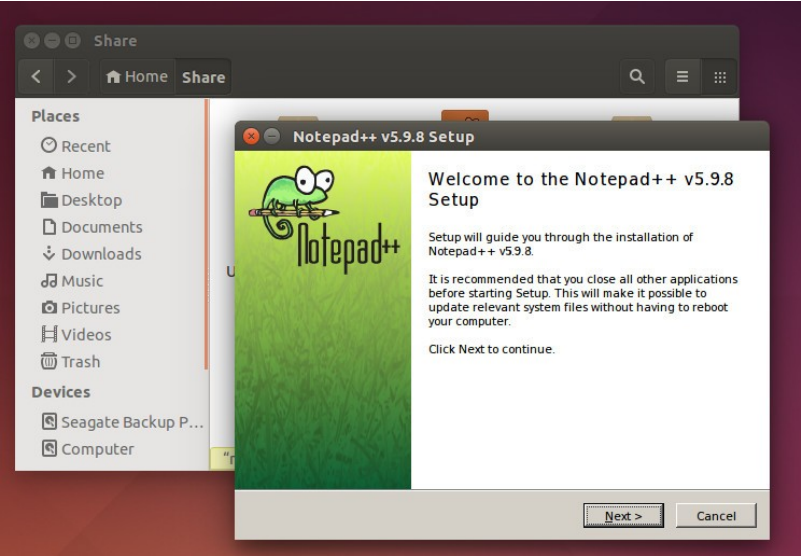 Share
Home Share
Places
Recent
Home
Desktop
Documents
Downloads
Music
Pictures
Videos
Trash
Devices
Seagate Backup P...
Computer
Notepad++ v5.9.8 Setup
Notepad++
Welcome to the Notepad++ v5.9.8
Setup
Setup will guide you through the installation of
Notepad++ v5.9.8.
It is recommended that you close all other applications
before starting Setup. This will make it possible to
update relevant system files without having to reboot
your computer.
Click Next to continue.
Next >
Cancel